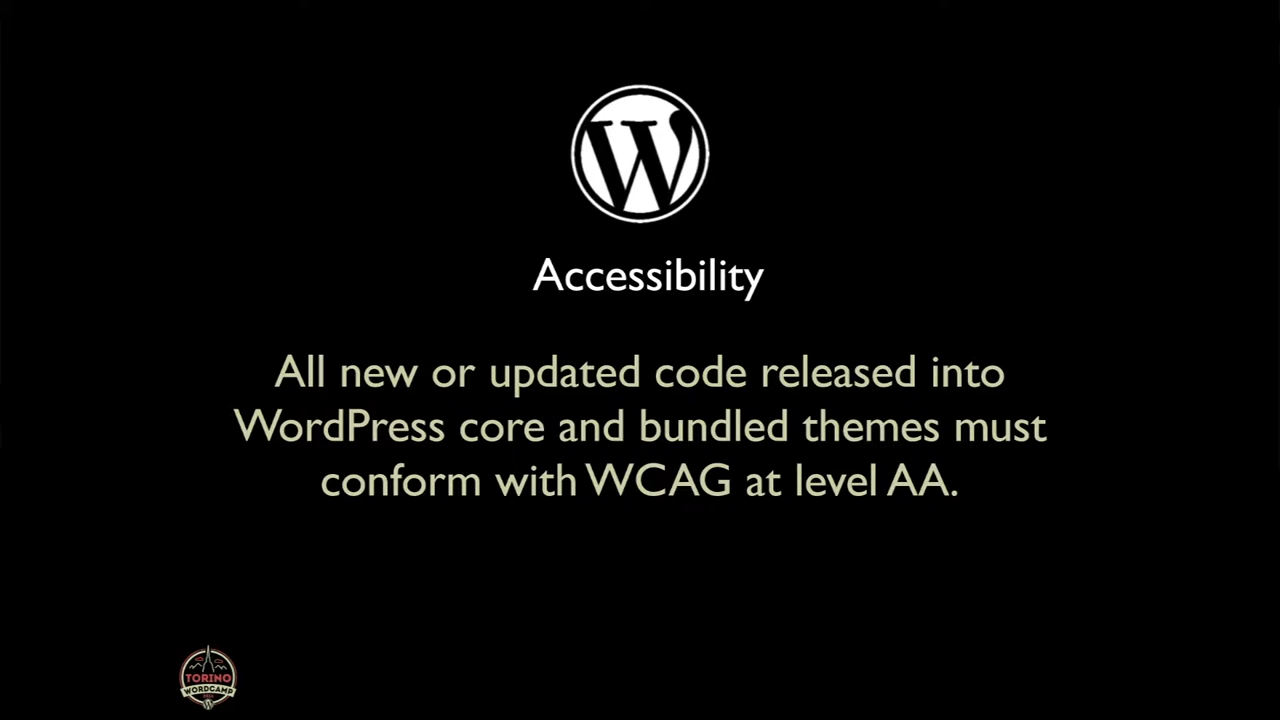 Accessibility
All new or updated code released into
WordPress core and bundled themes must
conform with WCAG at level AA.
TORINO
WORDCAMP